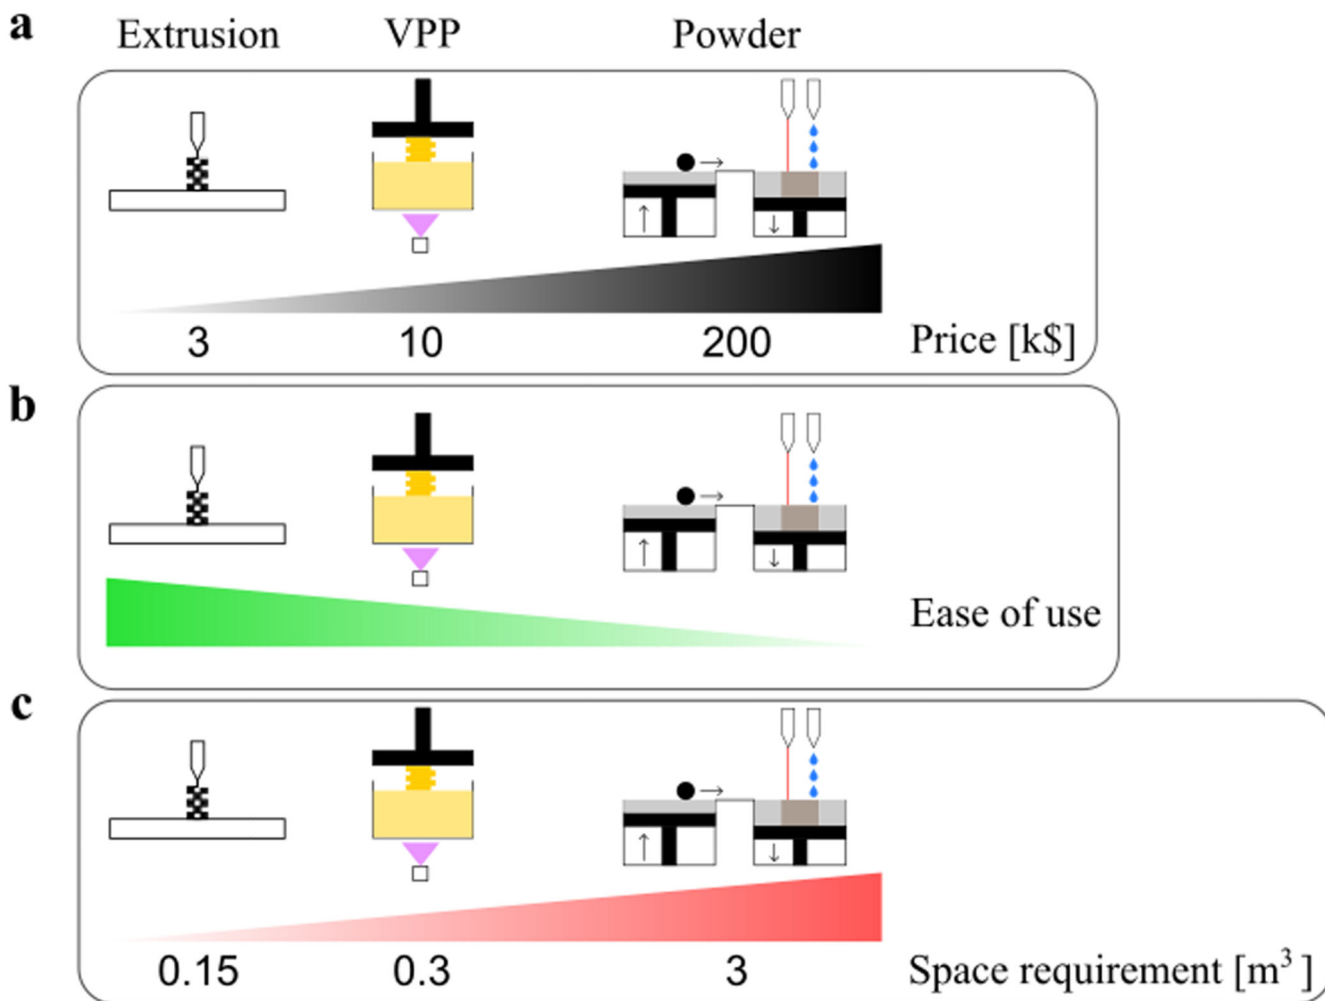 a
Extrusion VPP Powder
3 10 200 Price [k$]
b
Ease of use
c
0.15 0.3 3 Space requirement [m³]